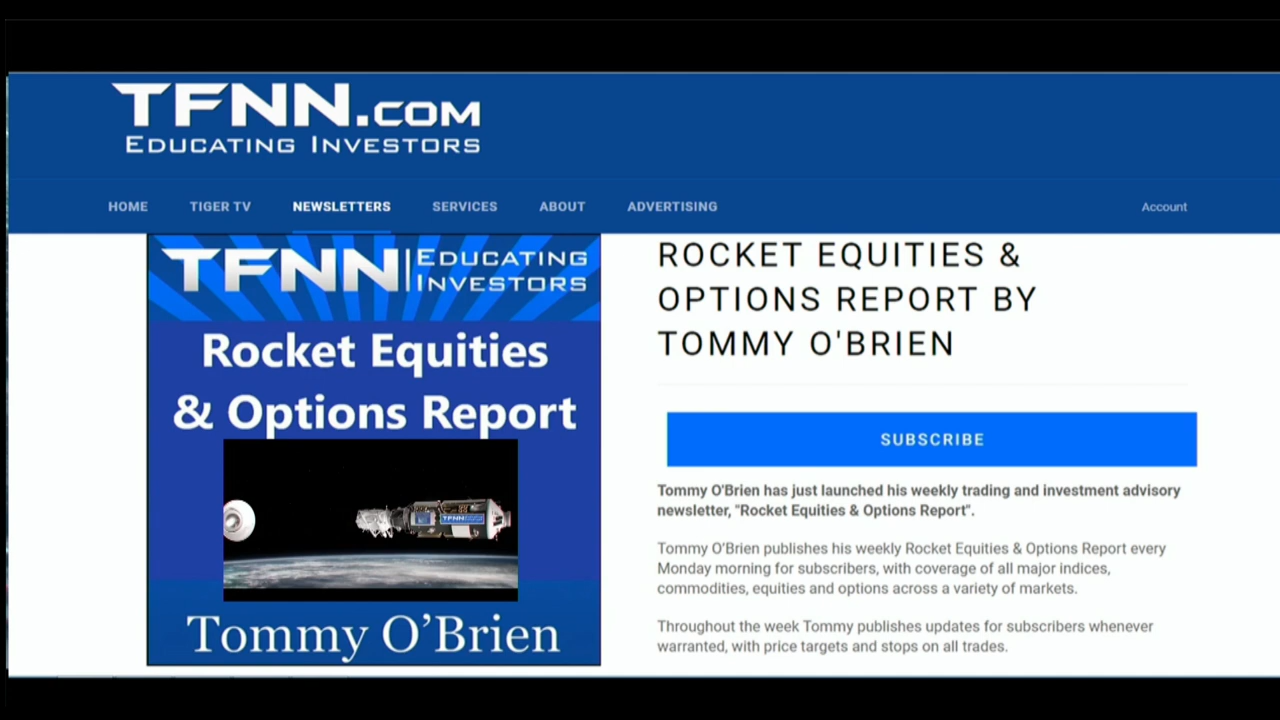 TFNN.COM
EDUCATING INVESTORS
HOME TIGER TV NEWSLETTERS SERVICES ABOUT ADVERTISING Account
TFNN EDUCATING
INVESTORS
Rocket Equities
& Options Report
TFNN
Tommy O’Brien
ROCKET EQUITIES &
OPTIONS REPORT BY
TOMMY O'BRIEN
SUBSCRIBE
Tommy O'Brien has just launched his weekly trading and investment advisory
newsletter, "Rocket Equities & Options Report".
Tommy O’Brien publishes his weekly Rocket Equities & Options Report every
Monday morning for subscribers, with coverage of all major indices,
commodities, equities and options across a variety of markets.
Throughout the week Tommy publishes updates for subscribers whenever
warranted, with price targets and stops on all trades.